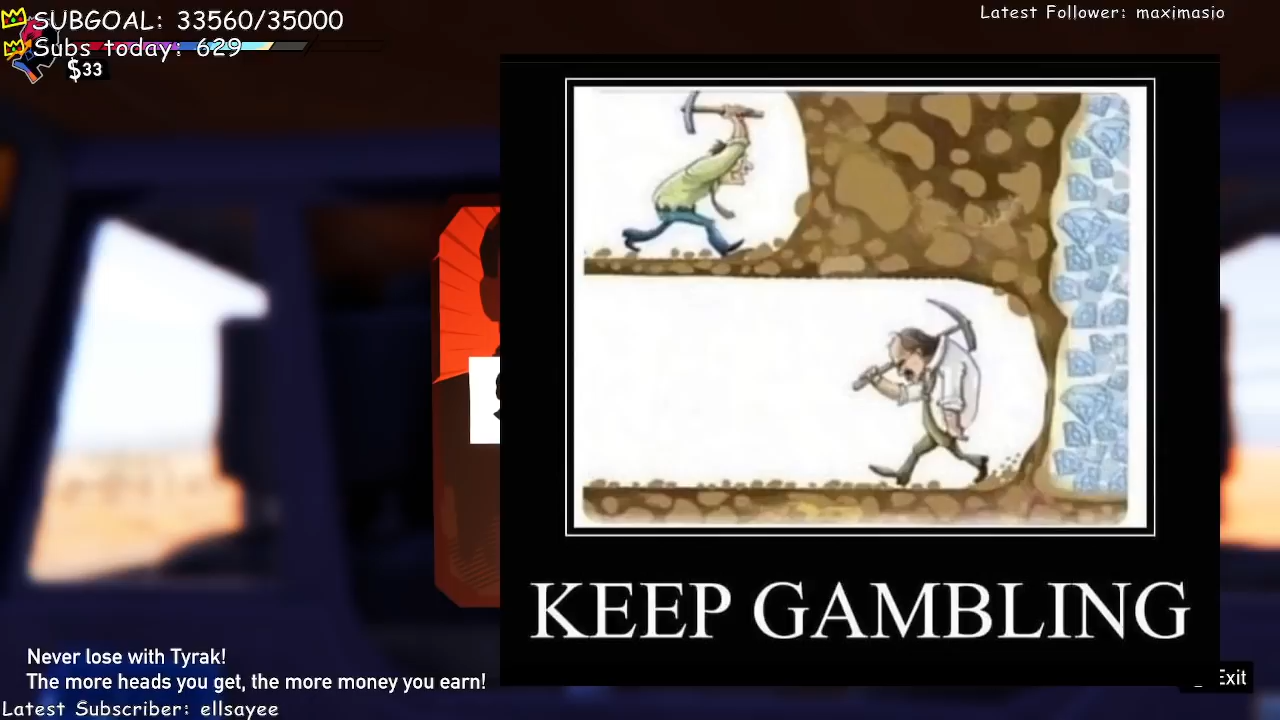 SUBGOAL: 33560/35000
Subs today: 629
$33
Latest Follower: maximasio
KEEP GAMBLING
Never lose with Tyrak!
The more heads you get, the more money you earn!
Exit
Latest Subscriber: ellsayee